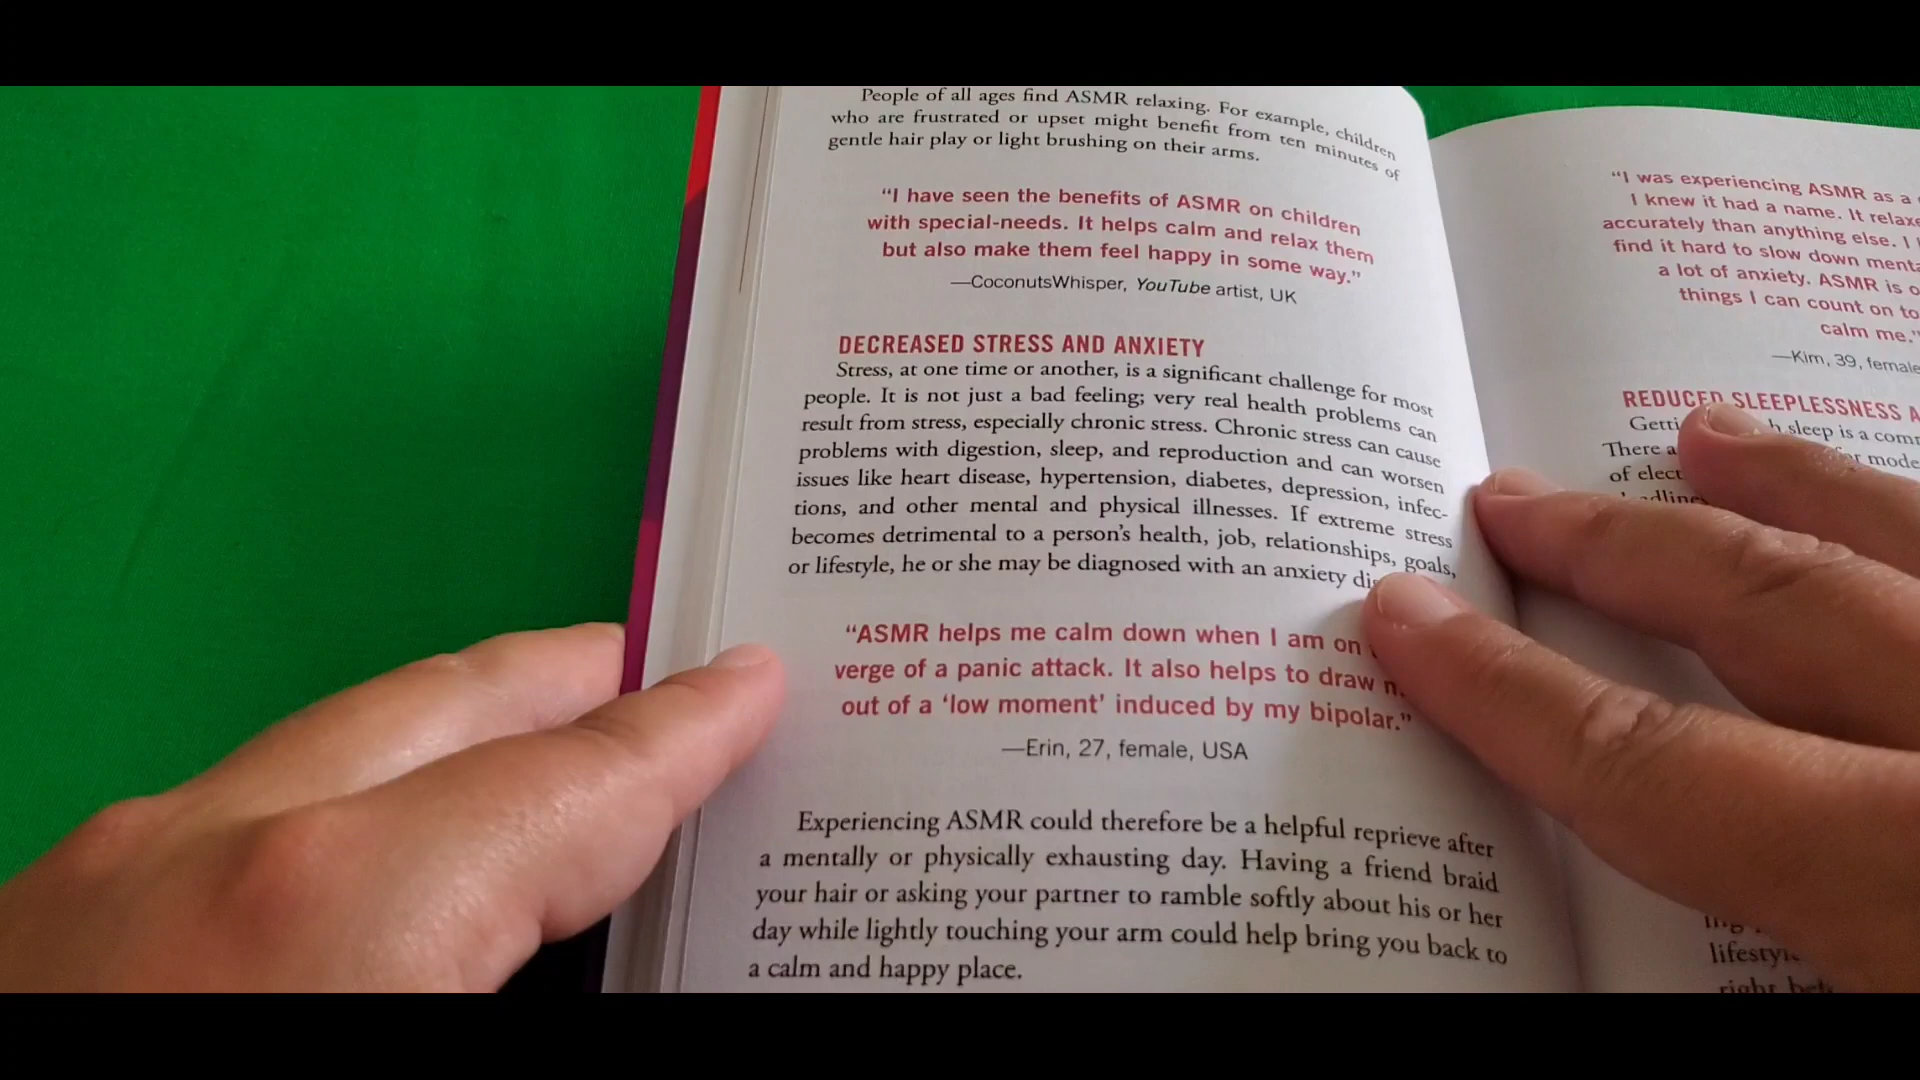 People of all ages find ASMR relaxing. For example, children
who are frustrated or upset might benefit from ten minutes of
gentle hair play or light brushing on their arms.
“I have seen the benefits of ASMR on children
with special-needs. It helps calm and relax them
but also make them feel happy in some way.”
—CoconutsWhisper, YouTube artist, UK
DECREASED STRESS AND ANXIETY
Stress, at one time or another, is a significant challenge for most
people. It is not just a bad feeling; very real health problems can
result from stress, especially chronic stress. Chronic stress can cause
problems with digestion, sleep, and reproduction and can worsen
issues like heart disease, hypertension, diabetes, depression, infec-
tions, and other mental and physical illnesses. If extreme stress
becomes detrimental to a person’s health, job, relationships, goals,
or lifestyle, he or she may be diagnosed with an anxiety
“ASMR helps me calm down when I am on
verge of a panic attack. It also helps to draw
out of a ‘low moment’ induced by my bipolar.”
—Erin, 27, female, USA
Experiencing ASMR could therefore be a helpful reprieve after
a mentally or physically exhausting day. Having a friend braid
your hair or asking your partner to ramble softly about his or her
day while lightly touching your arm could help bring you back to
a calm and happy place.
“I was experiencing ASMR as a
I knew it had a name. It
accurately than anything else. I
find it hard to slow down
a lot of anxiety. ASMR is
things I can count on to
calm me.”
—Kim, 39, female
REDUCED SLEEPLESSNESS
sleep is a
There
of
right